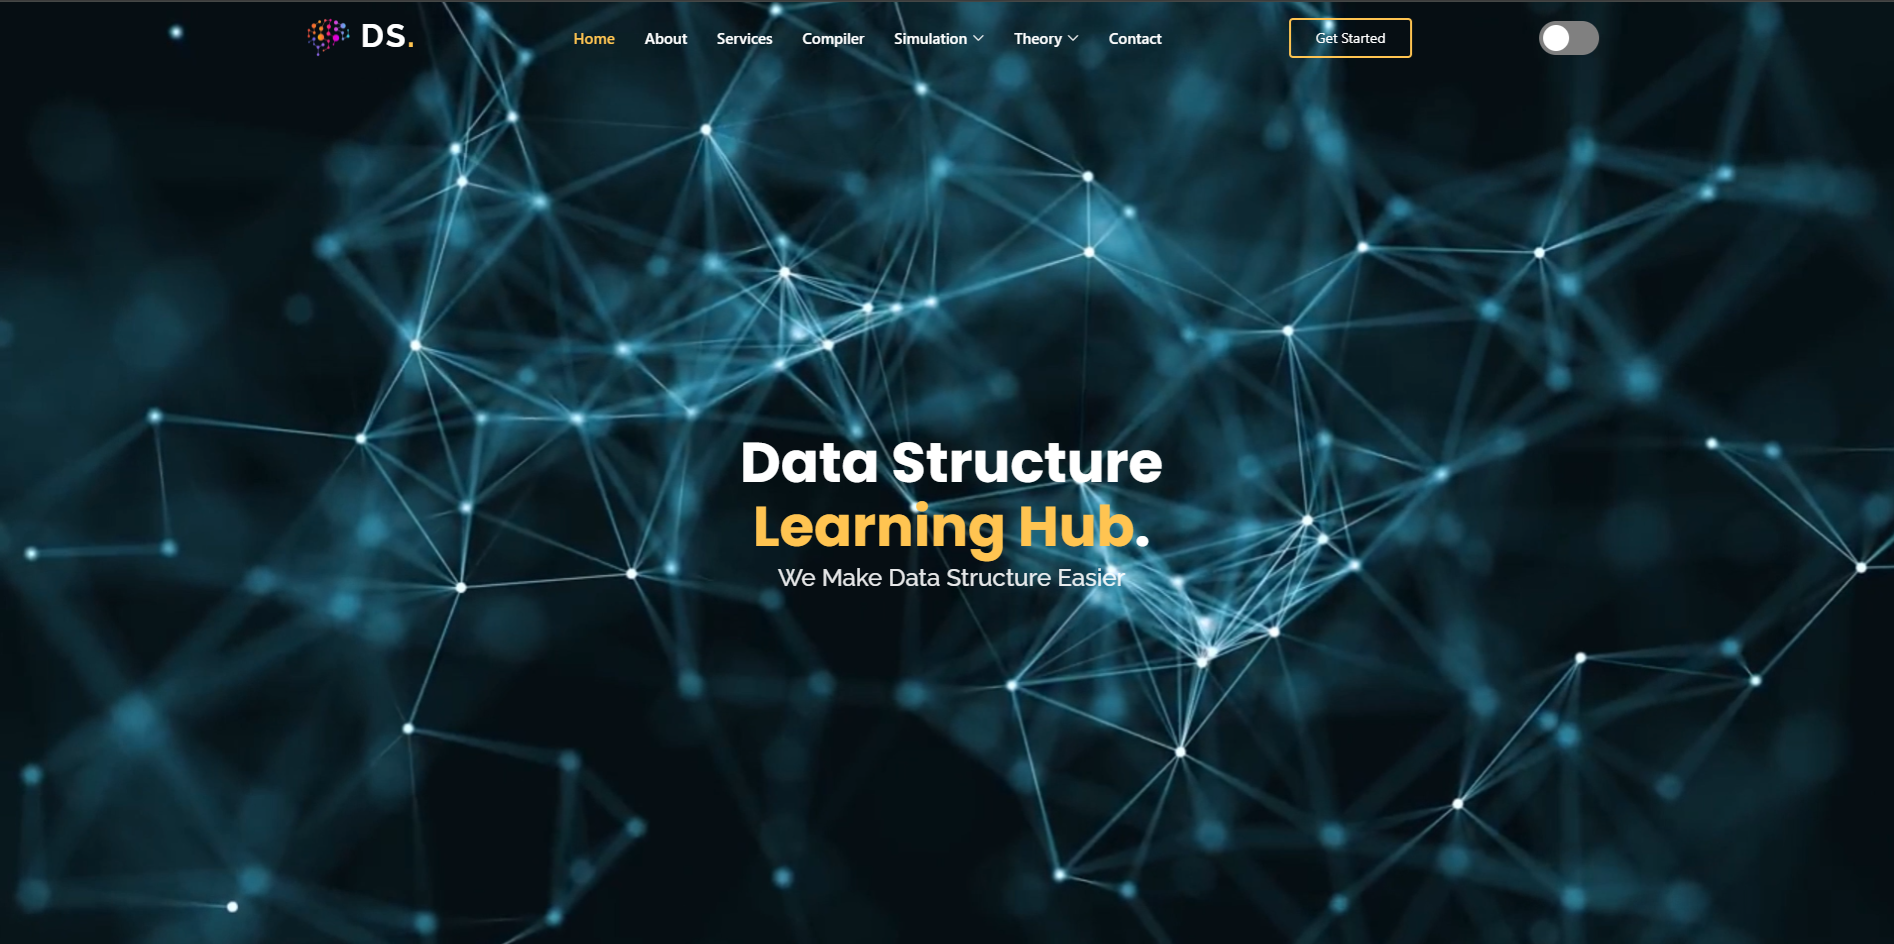 DS.
Home
About
Services
Compiler
Simulation
Theory
Contact
Get Started
Data Structure
Learning Hub.
We Make Data Structure Easier